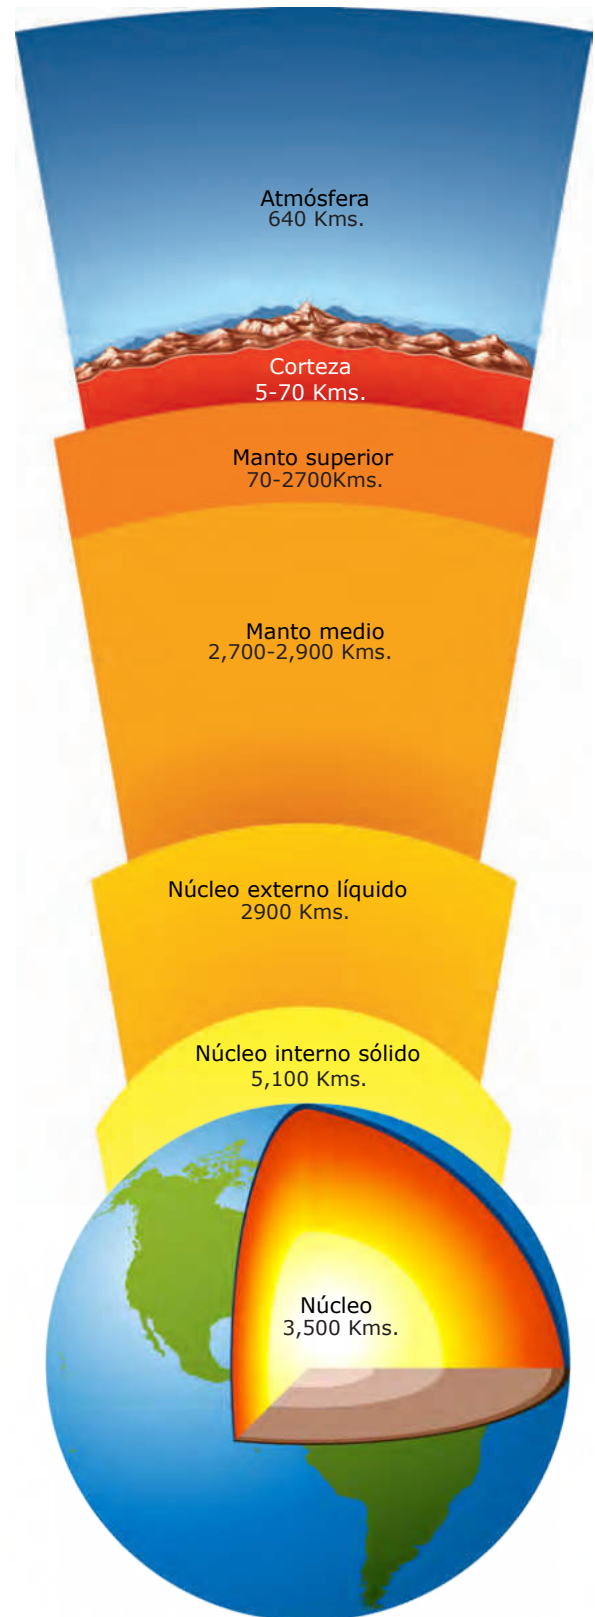 Atmósfera
640 Kms.
Corteza
5-70 Kms.
Manto superior
70-2700Kms.
Manto medio
2,700-2,900 Kms.
Núcleo externo líquido
2900 Kms.
Núcleo interno sólido
5,100 Kms.
Núcleo
3,500 Kms.